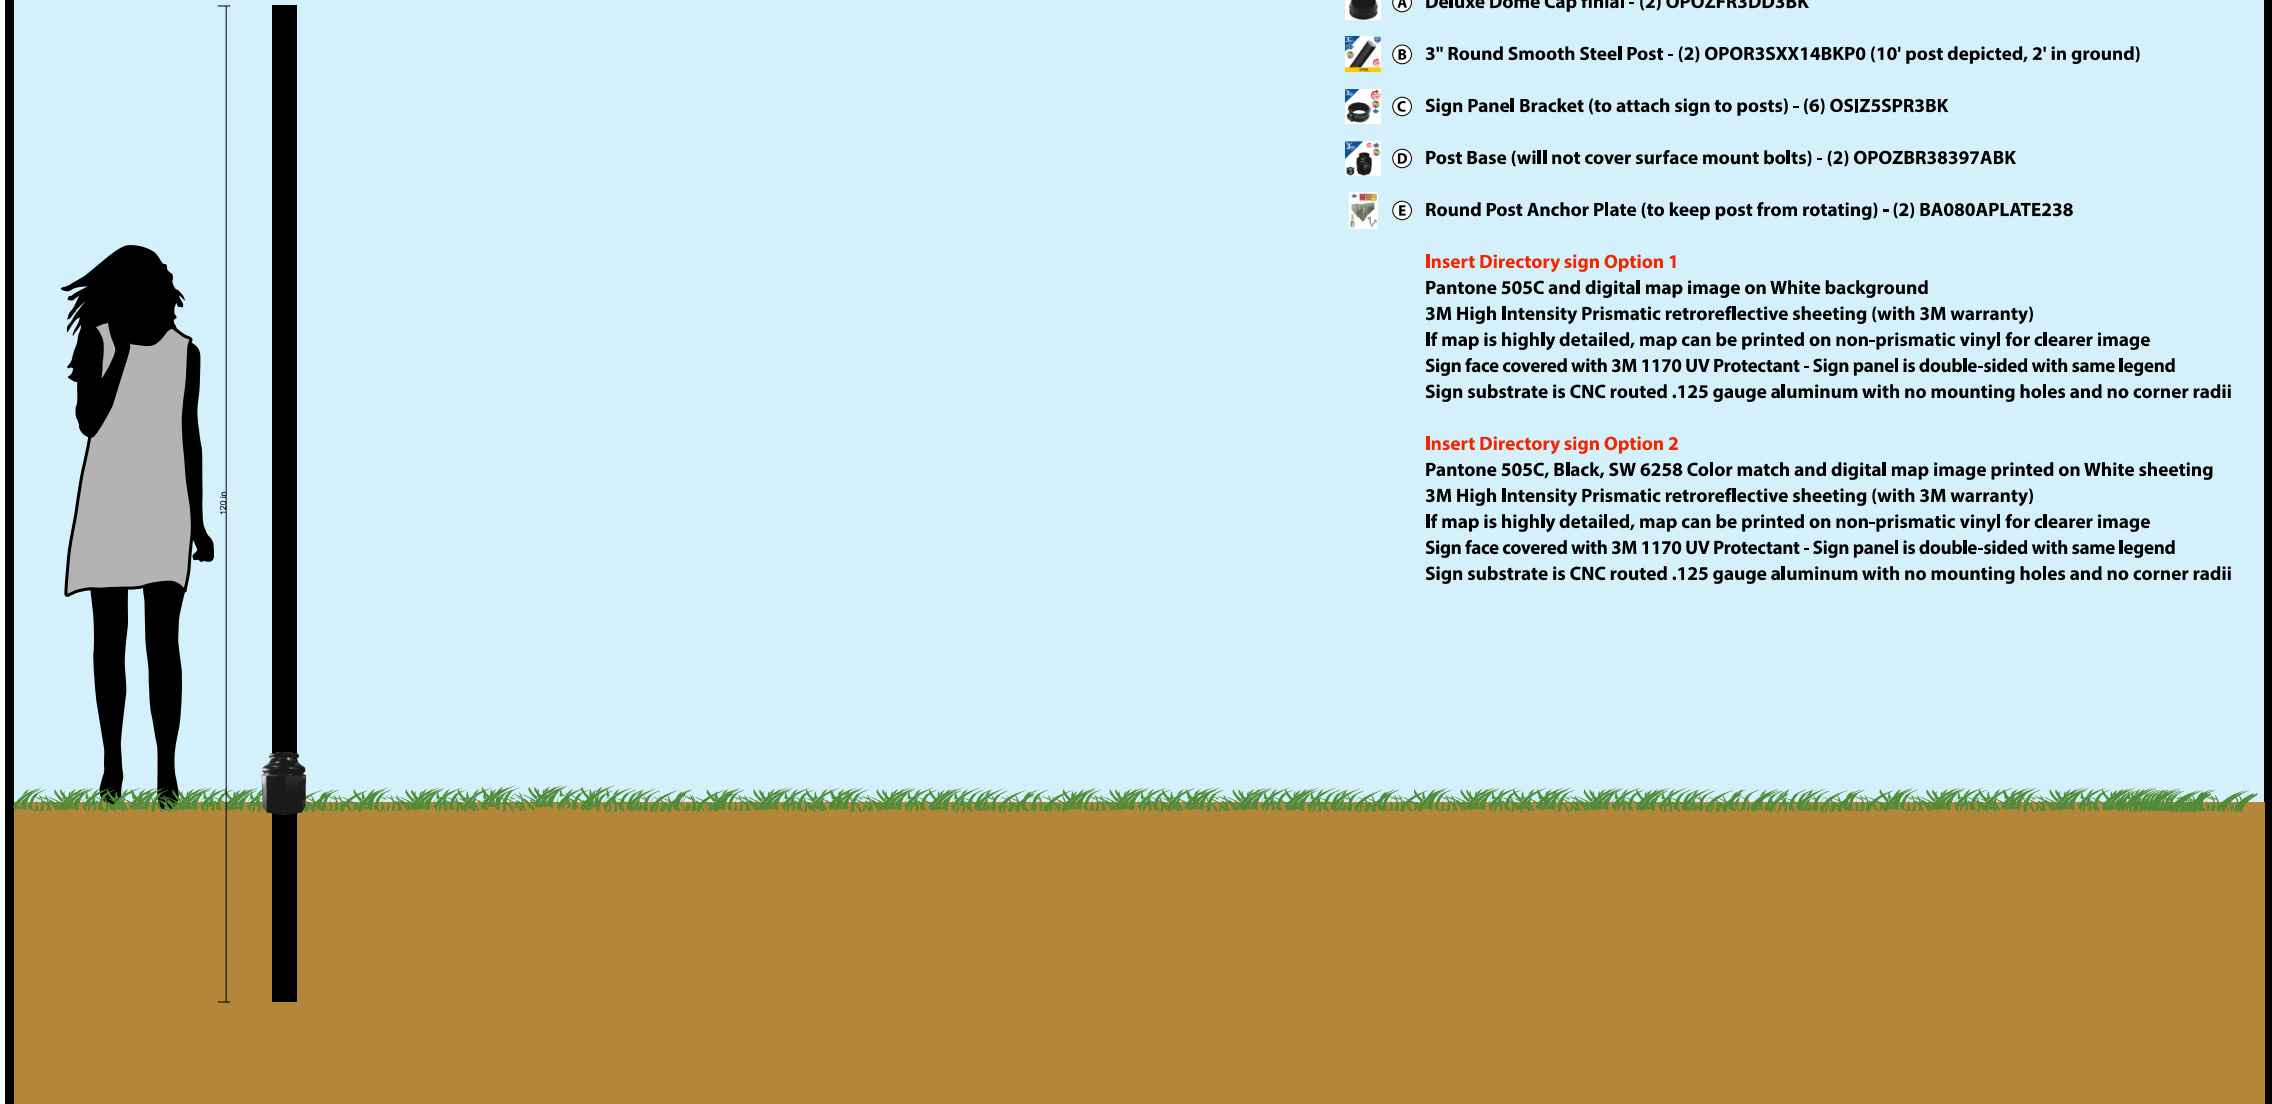 A Deluxe Dome Cap finial - (2) OPOZFR3DD3BK
B 3" Round Smooth Steel Post - (2) OPOR3SXX14BKP0 (10' post depicted, 2' in ground)
C Sign Panel Bracket (to attach sign to posts) - (6) OSIZ5SPR3BK
D Post Base (will not cover surface mount bolts) - (2) OPOZBR38397ABK
E Round Post Anchor Plate (to keep post from rotating) - (2) BA080APLATE238
Insert Directory sign Option 1
Pantone 505C and digital map image on White background
3M High Intensity Prismatic retroreflective sheeting (with 3M warranty)
If map is highly detailed, map can be printed on non-prismatic vinyl for clearer image
Sign face covered with 3M 1170 UV Protectant - Sign panel is double-sided with same legend
Sign substrate is CNC routed .125 gauge aluminum with no mounting holes and no corner radii
Insert Directory sign Option 2
Pantone 505C, Black, SW 6258 Color match and digital map image printed on White sheeting
3M High Intensity Prismatic retroreflective sheeting (with 3M warranty)
If map is highly detailed, map can be printed on non-prismatic vinyl for clearer image
Sign face covered with 3M 1170 UV Protectant - Sign panel is double-sided with same legend
Sign substrate is CNC routed .125 gauge aluminum with no mounting holes and no corner radii
120 in